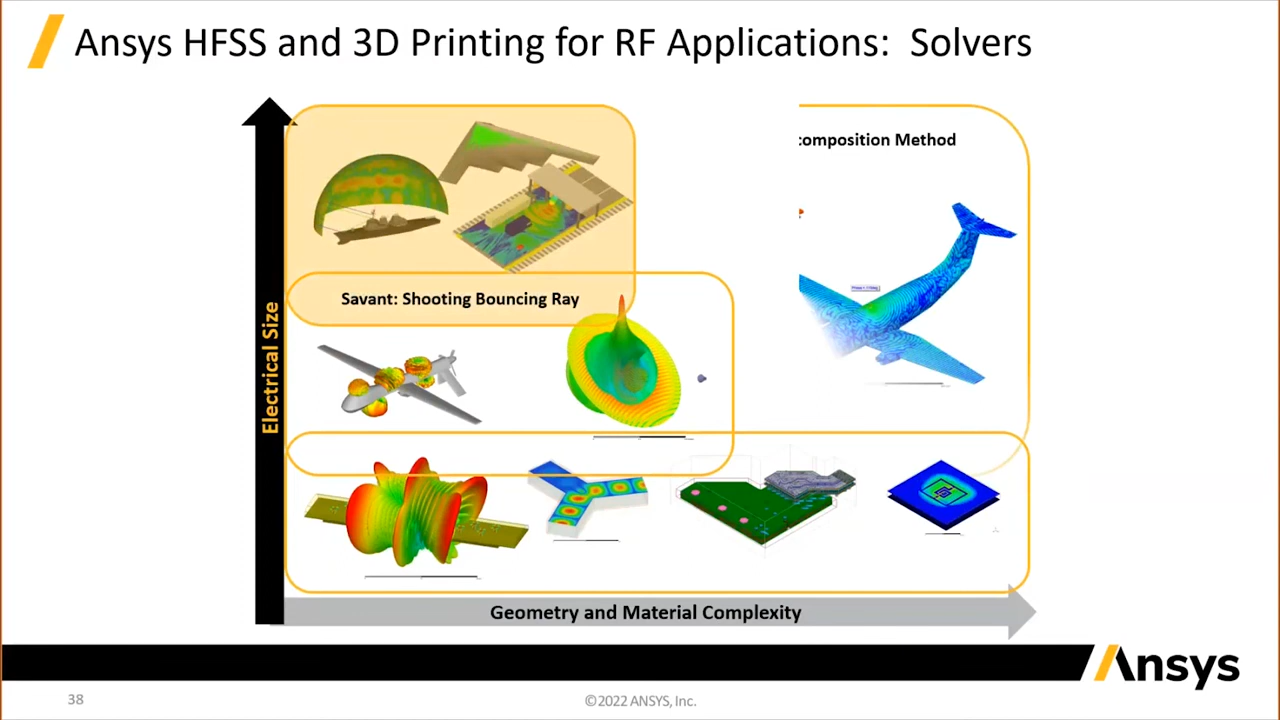 Ansys HFSS and 3D Printing for RF Applications: Solvers
composition Method
Savant: Shooting Bouncing Ray
Electrical Size
Geometry and Material Complexity
Ansys
38
©2022 ANSYS, Inc.